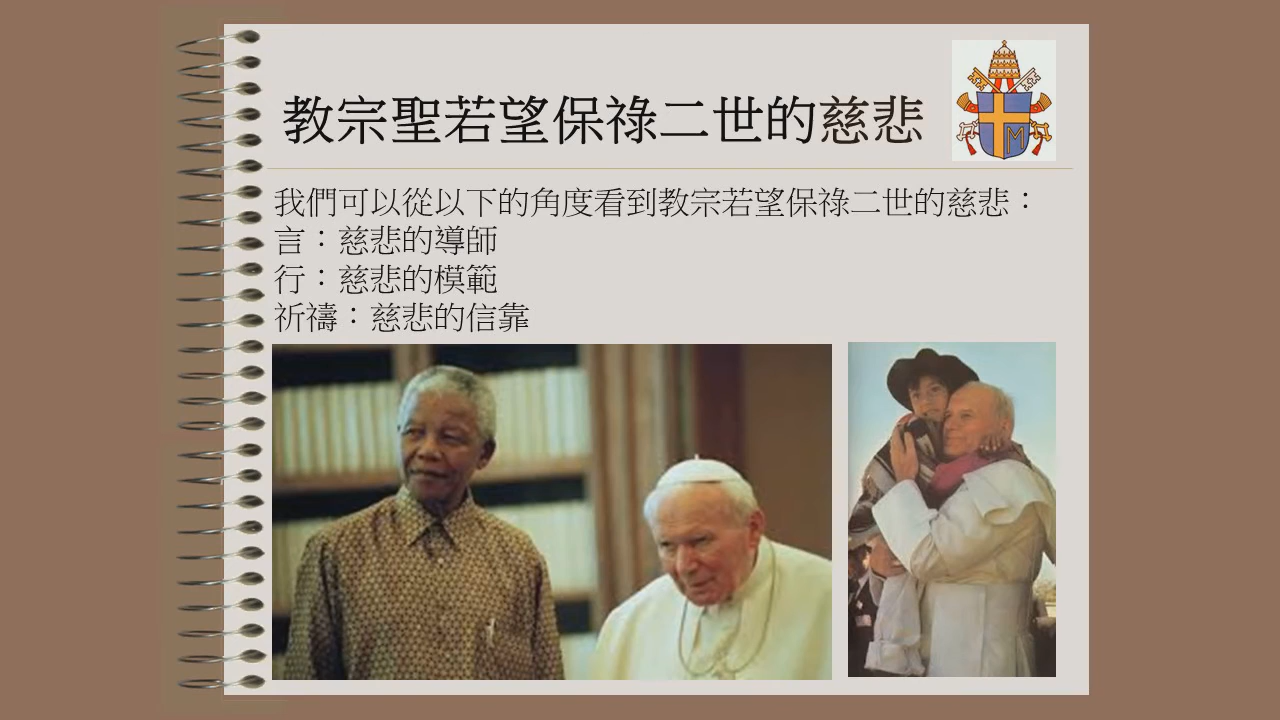 教宗聖若望保祿二世的慈悲
我們可以從以下的角度看到教宗若望保祿二世的慈悲：
言：慈悲的導師
行：慈悲的模範
祈禱：慈悲的信靠
M